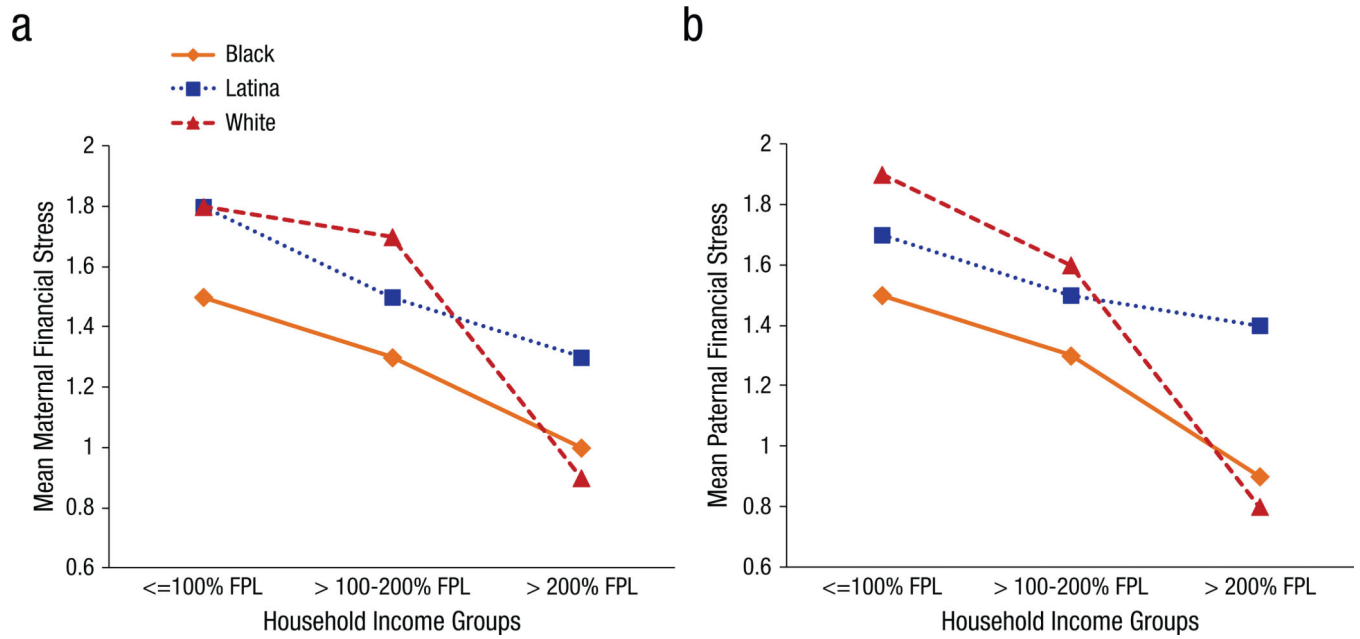 a
Black
Latina
White
Mean Maternal Financial Stress
2
1.8
1.6
1.4
1.2
1
0.8
0.6
<=100% FPL
> 100-200% FPL
> 200% FPL
Household Income Groups
b
Mean Paternal Financial Stress
2
1.8
1.6
1.4
1.2
1
0.8
0.6
<=100% FPL
> 100-200% FPL
> 200% FPL
Household Income Groups